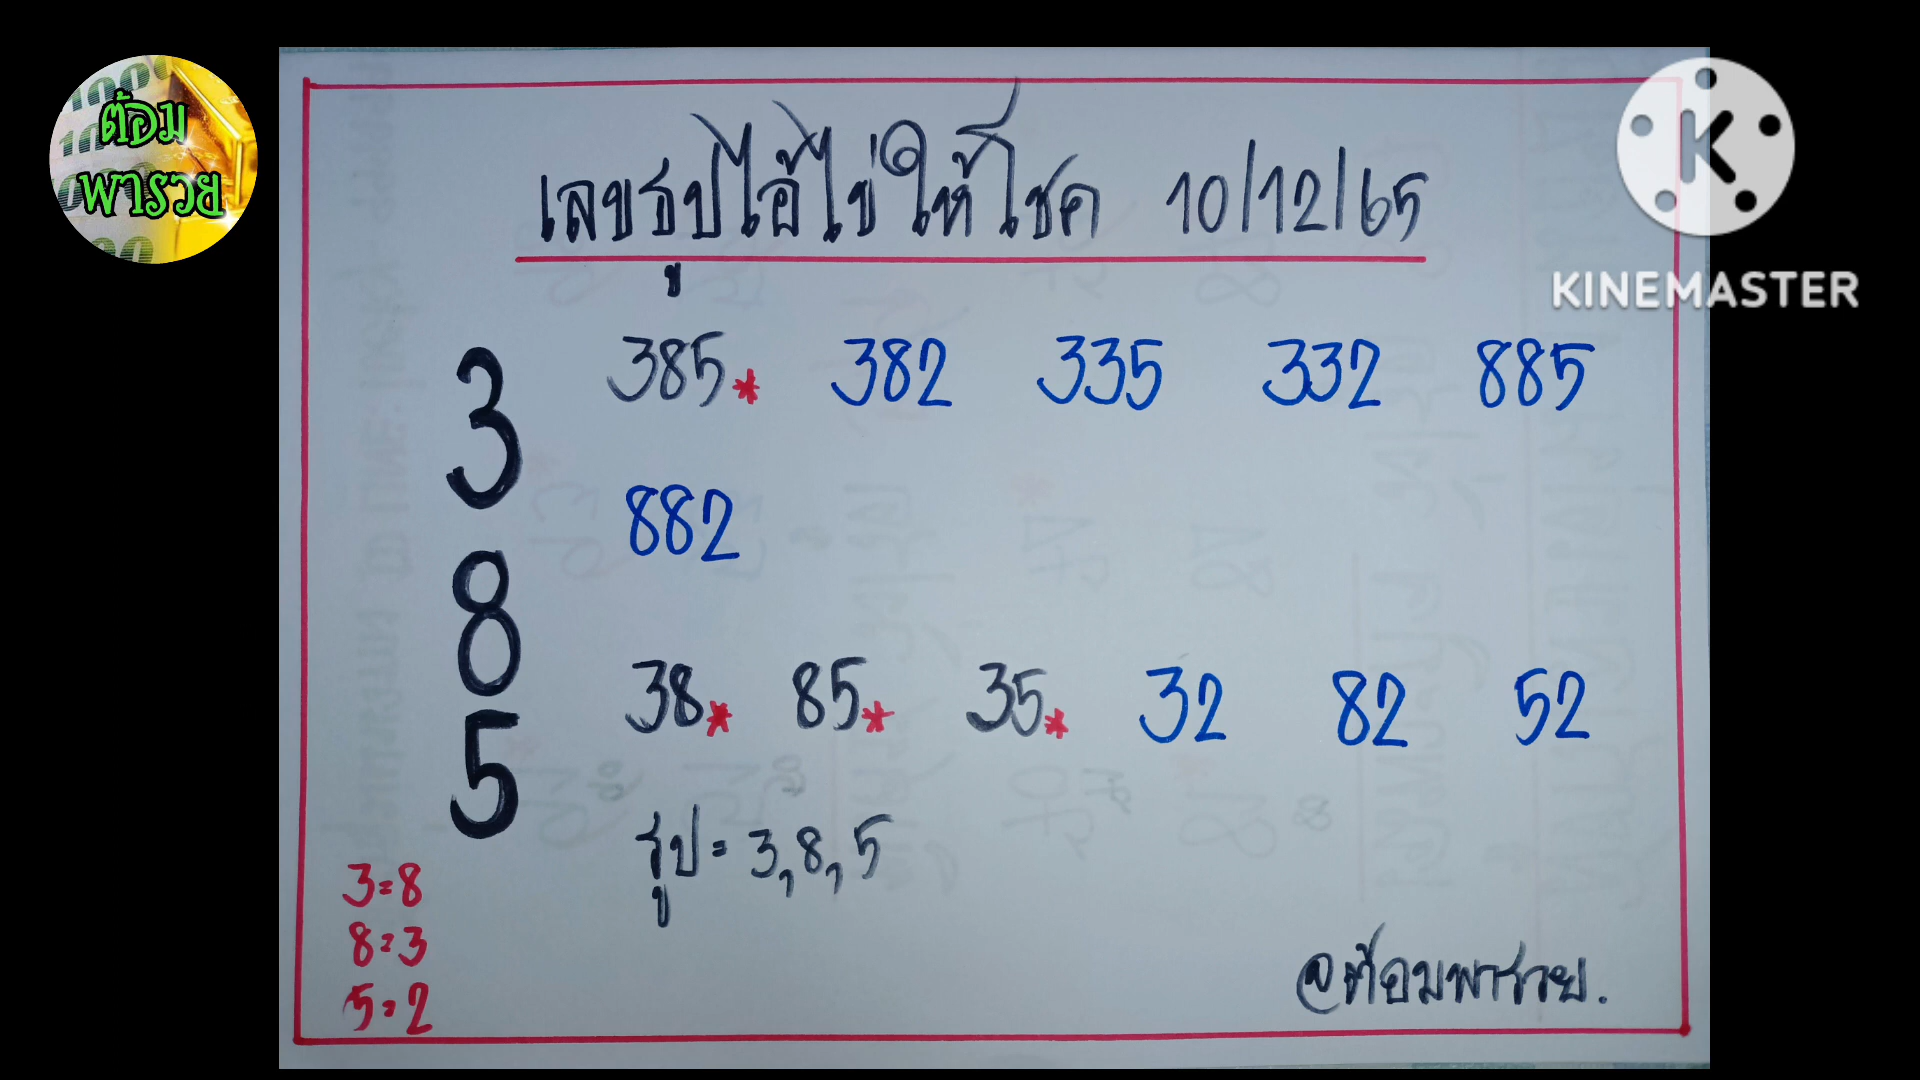 ต้อม
พารวย
KINEMASTER
เลขธูปไอ้ไข่ให้โชค 10/12/65
385* 382 335 332 885
3
882
8
38* 85* 35* 32 82 52
5
ธูป = 3,8,5
3=8
8=3
5=2
@ต้อมพารวย.